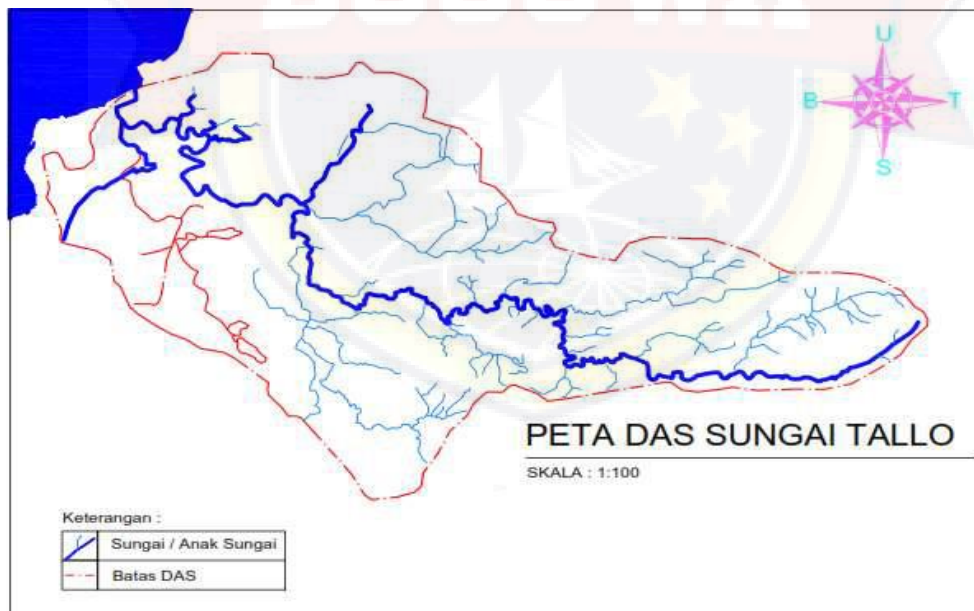 U
B T
S
PETA DAS SUNGAI TALLO
SKALA : 1:100
Keterangan :
Sungai / Anak Sungai
Batas DAS